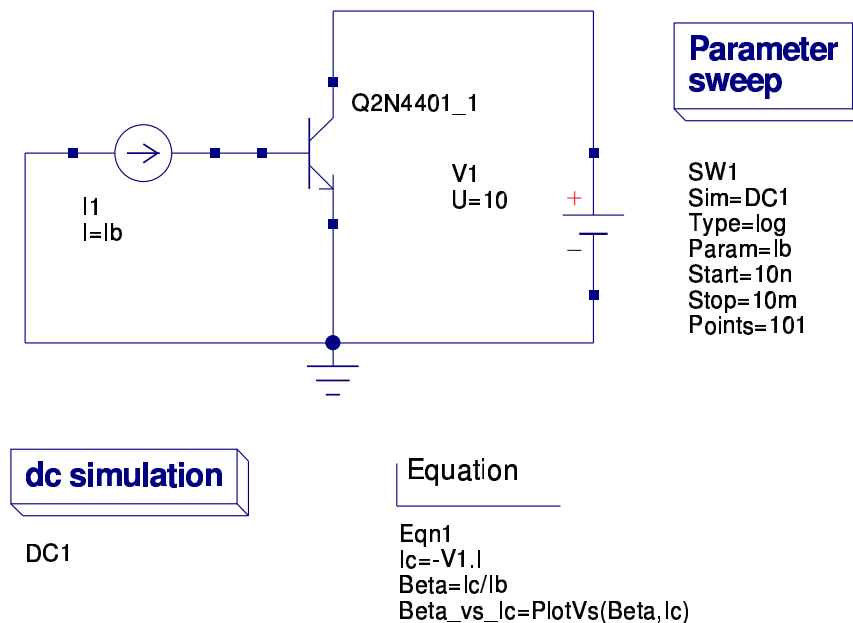 Parameter
sweep
Q2N4401_1
V1
U=10
+
−
I1
I=Ib
SW1
Sim=DC1
Type=log
Param=Ib
Start=10n
Stop=10m
Points=101
dc simulation
DC1
Equation
Eqn1
Ic=-V1.I
Beta=Ic/Ib
Beta_vs_Ic=PlotVs(Beta,Ic)